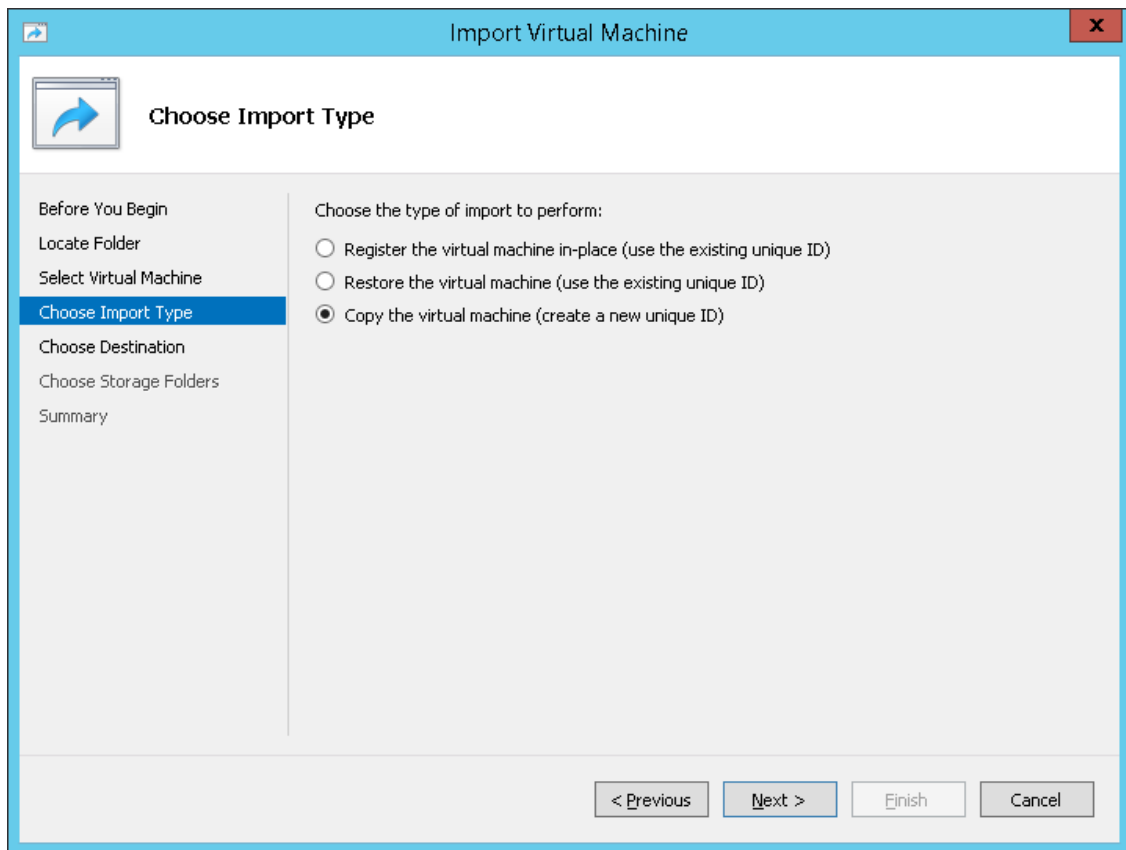 Import Virtual Machine
x
Choose Import Type
Before You Begin
Locate Folder
Select Virtual Machine
Choose Import Type
Choose Destination
Choose Storage Folders
Summary
Choose the type of import to perform:
Register the virtual machine in-place (use the existing unique ID)
Restore the virtual machine (use the existing unique ID)
Copy the virtual machine (create a new unique ID)
< Previous
Next >
Finish
Cancel